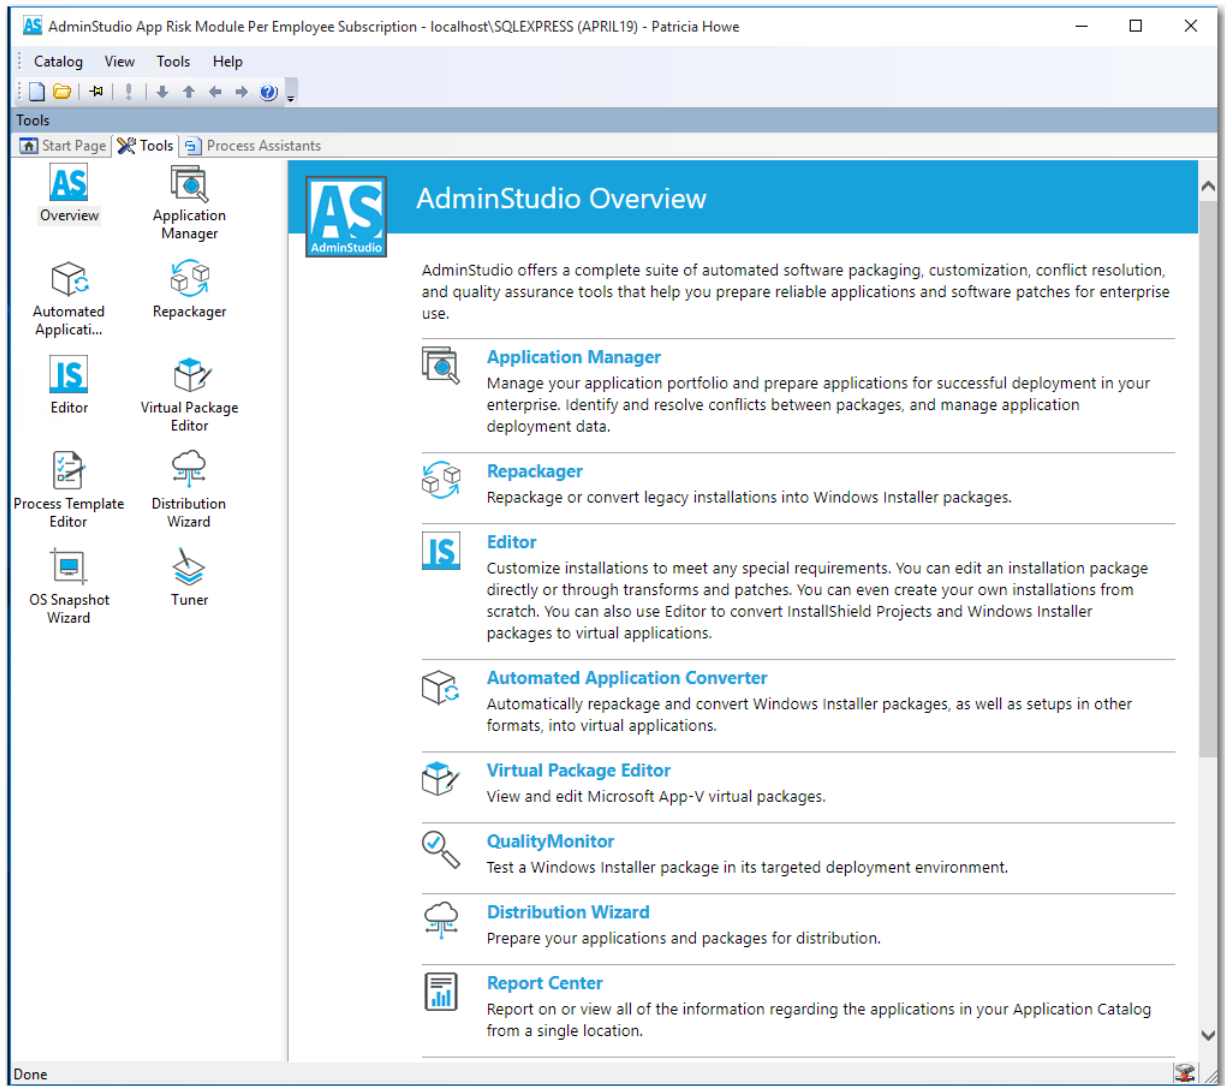 AS AdminStudio App Risk Module Per Employee Subscription - localhost\SQLEXPRESS (APRIL19) - Patricia Howe
Catalog View Tools Help
Tools
Start Page Tools Process Assistants
AS
Overview
Application
Manager
Automated
Applicati...
Repackager
IS
Editor
Virtual Package
Editor
Process Template
Editor
Distribution
Wizard
OS Snapshot
Wizard
Tuner
AS
AdminStudio
AdminStudio Overview
AdminStudio offers a complete suite of automated software packaging, customization, conflict resolution,
and quality assurance tools that help you prepare reliable applications and software patches for enterprise
use.
Application Manager
Manage your application portfolio and prepare applications for successful deployment in your
enterprise. Identify and resolve conflicts between packages, and manage application
deployment data.
Repackager
Repackage or convert legacy installations into Windows Installer packages.
IS
Editor
Customize installations to meet any special requirements. You can edit an installation package
directly or through transforms and patches. You can even create your own installations from
scratch. You can also use Editor to convert InstallShield Projects and Windows Installer
packages to virtual applications.
Automated Application Converter
Automatically repackage and convert Windows Installer packages, as well as setups in other
formats, into virtual applications.
Virtual Package Editor
View and edit Microsoft App-V virtual packages.
QualityMonitor
Test a Windows Installer package in its targeted deployment environment.
Distribution Wizard
Prepare your applications and packages for distribution.
Report Center
Report on or view all of the information regarding the applications in your Application Catalog
from a single location.
Done